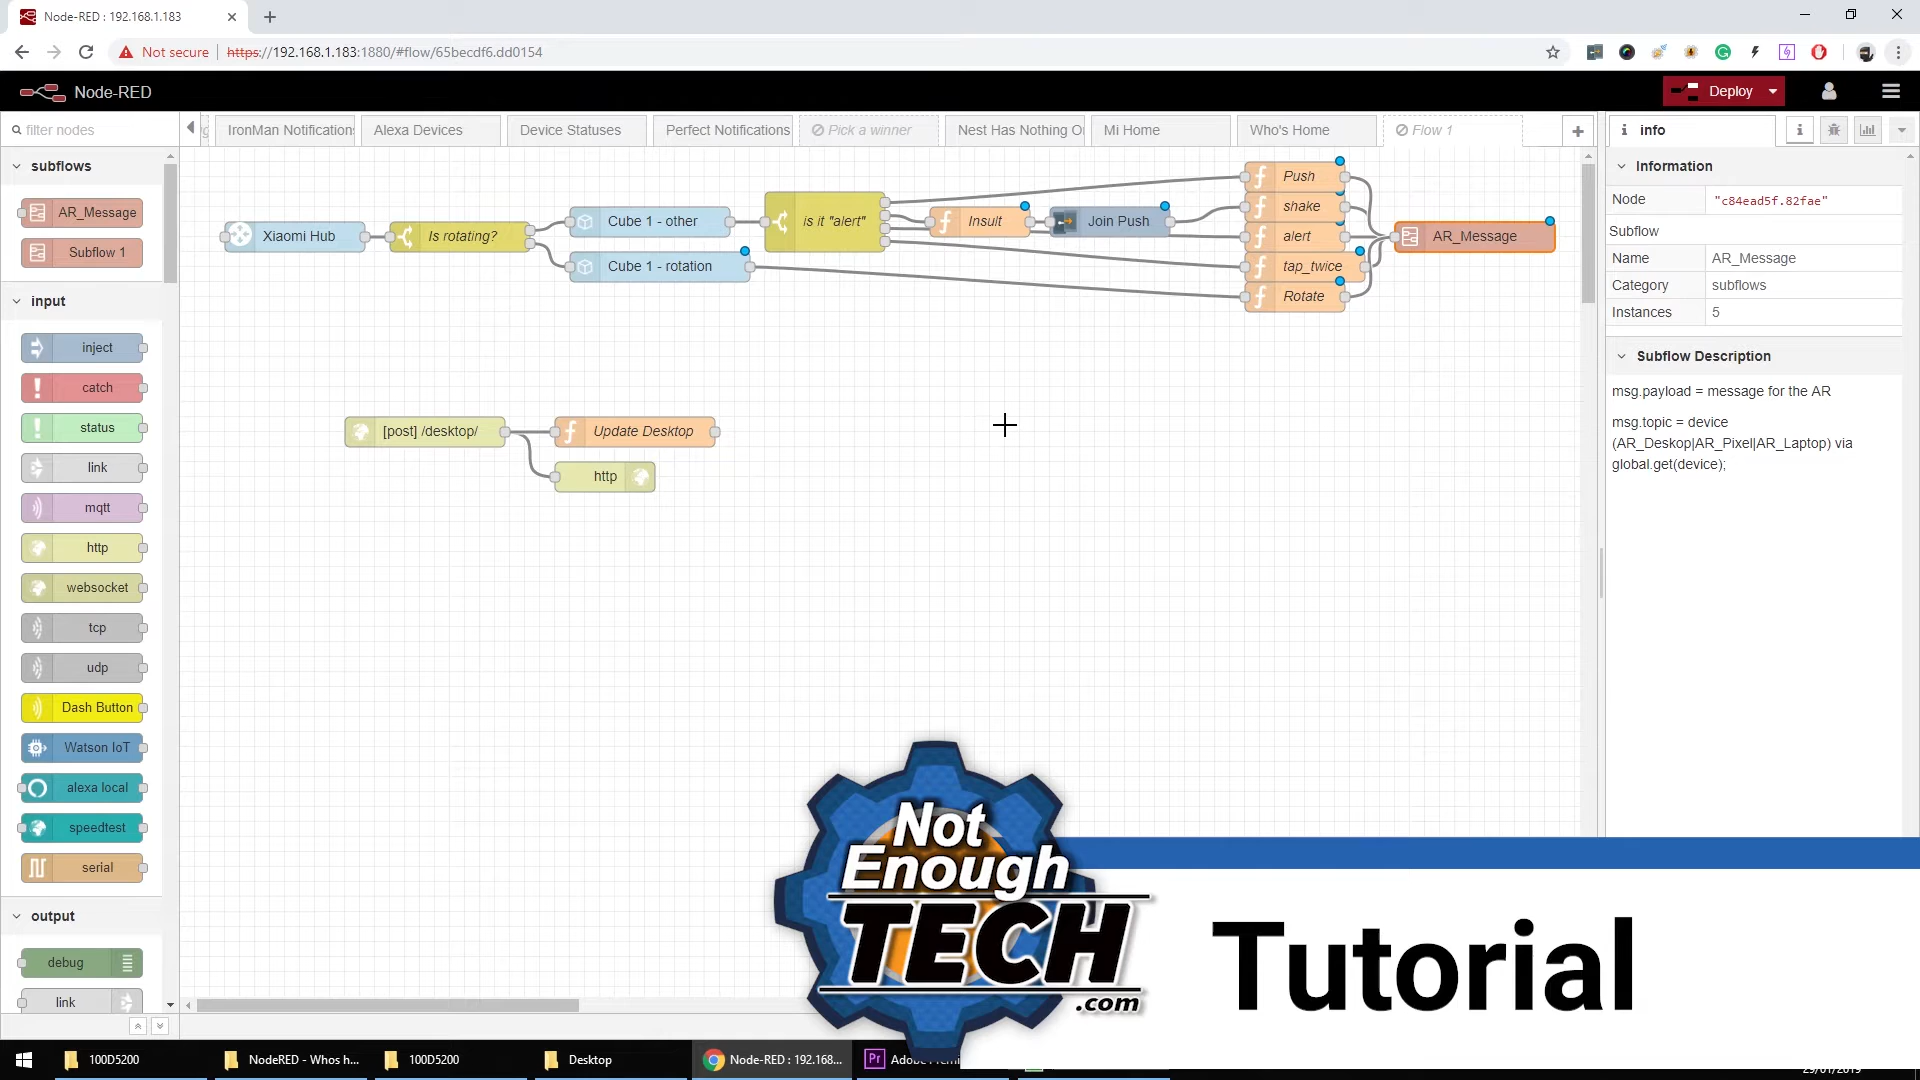 Node-RED : 192.168.1.183
Not secure
https://192.168.1.183:1880/#flow/65becdf6.dd0154
Node-RED
Deploy
filter nodes
IronMan Notifications
Alexa Devices
Device Statuses
Perfect Notifications
Pick a winner
Nest Has Nothing O
Mi Home
Who's Home
Flow 1
info
subflows
AR_Message
Subflow 1
input
inject
catch
status
link
mqtt
http
websocket
tcp
udp
Dash Button
Watson IoT
alexa local
speedtest
serial
output
debug
link
Xiaomi Hub
Is rotating?
Cube 1 - other
Cube 1 - rotation
is it "alert"
Insult
Join Push
Push
shake
alert
tap_twice
Rotate
AR_Message
[post] /desktop/
Update Desktop
http
Information
Node "c84ead5f.82fae"
Subflow
Name AR_Message
Category subflows
Instances 5
Subflow Description
msg.payload = message for the AR
msg.topic = device
(AR_Deskop|AR_Pixel|AR_Laptop) via
global.get(device);
Not
Enough
TECH
.com
Tutorial
100D5200
NodeRED - Whos h...
100D5200
Desktop
Node-RED : 192.168...
Pr